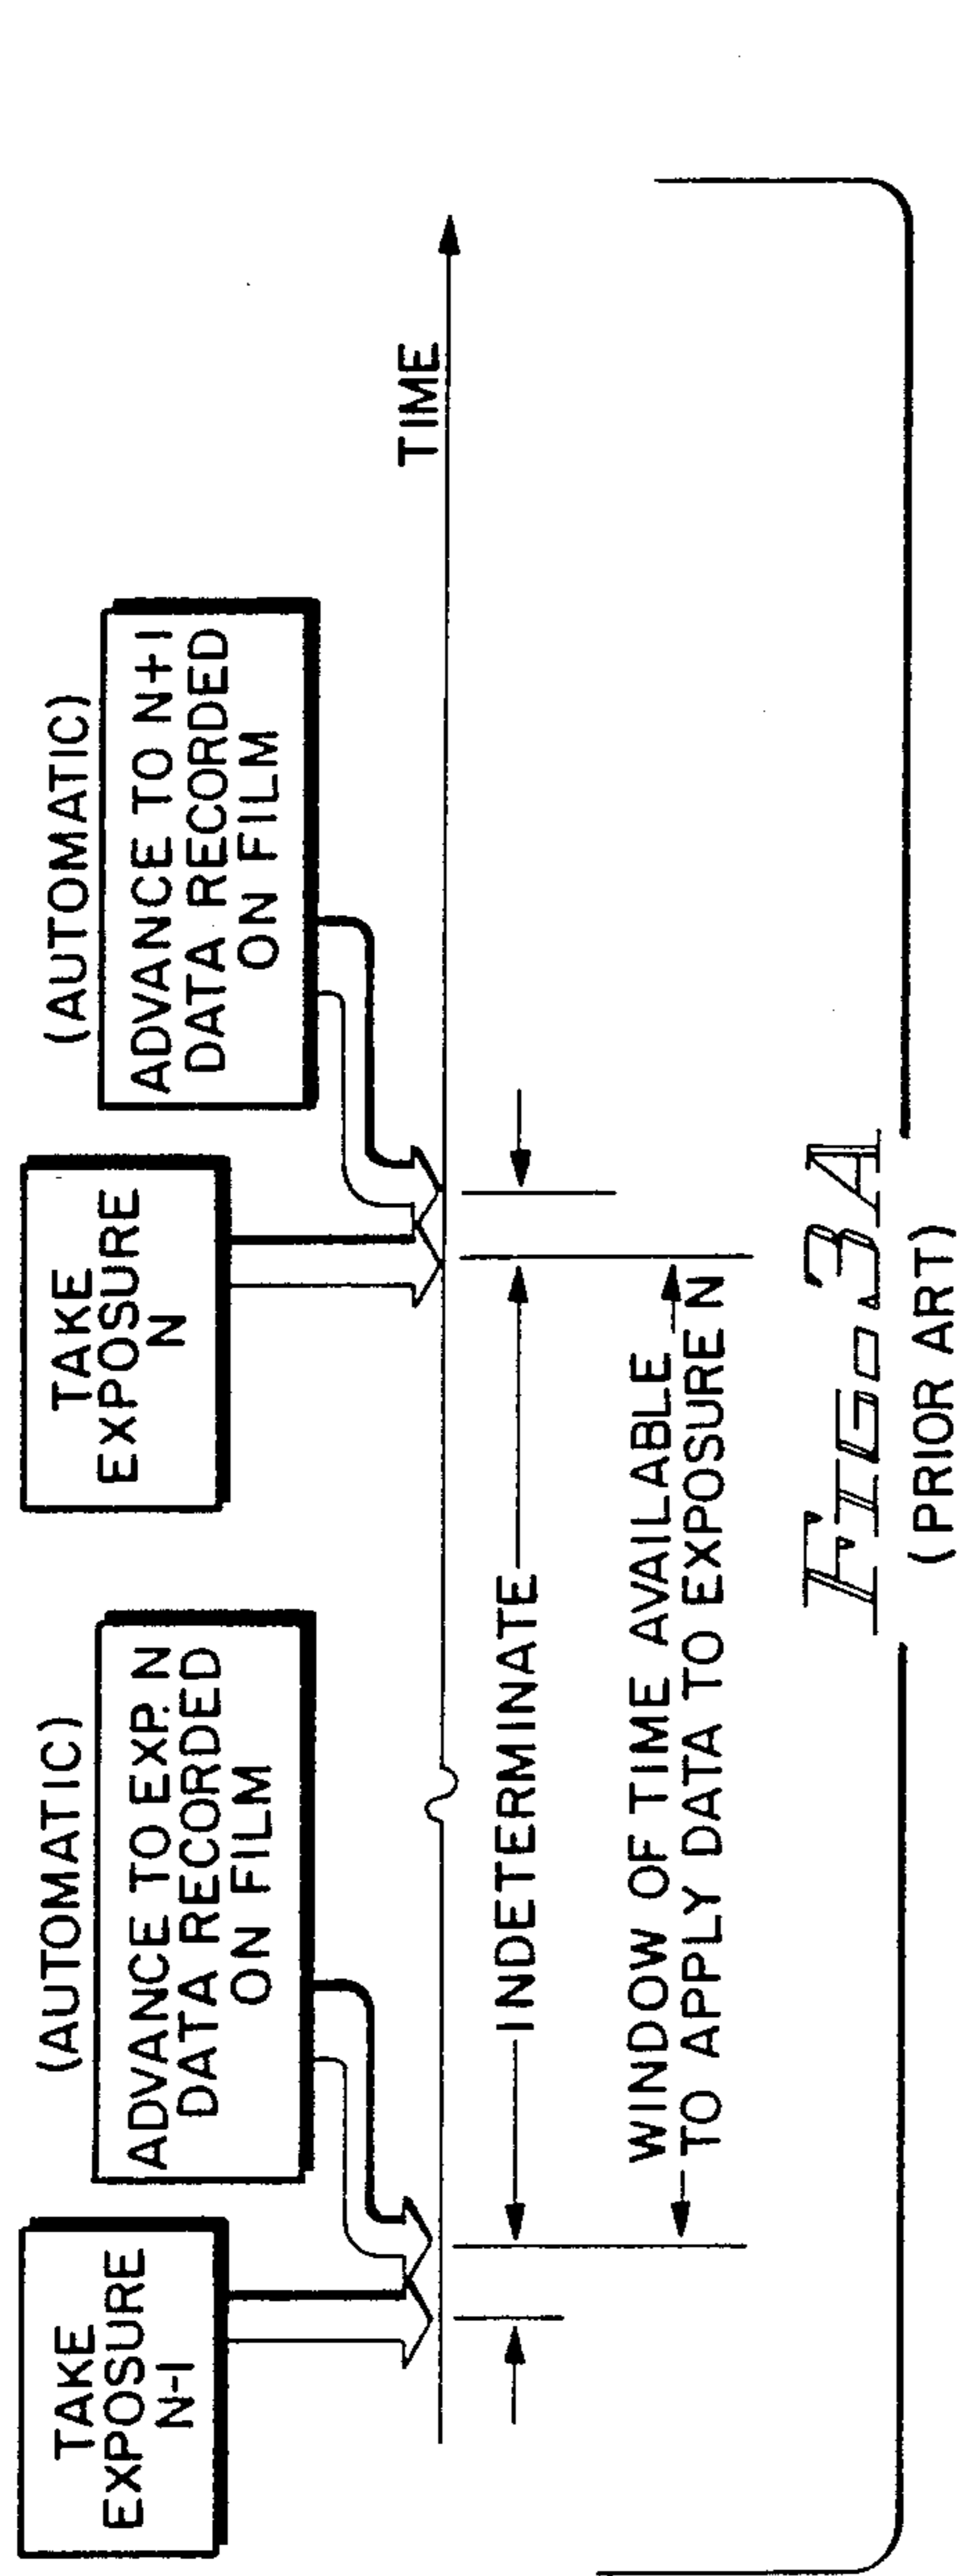 TAKE
EXPOSURE
N-1
(AUTOMATIC)
ADVANCE TO EXP. N
DATA RECORDED
ON FILM
TAKE
EXPOSURE
N
(AUTOMATIC)
ADVANCE TO N+1
DATA RECORDED
ON FILM
TIME
INDETERMINATE
WINDOW OF TIME AVAILABLE
TO APPLY DATA TO EXPOSURE N
FIG. 3A
(PRIOR ART)